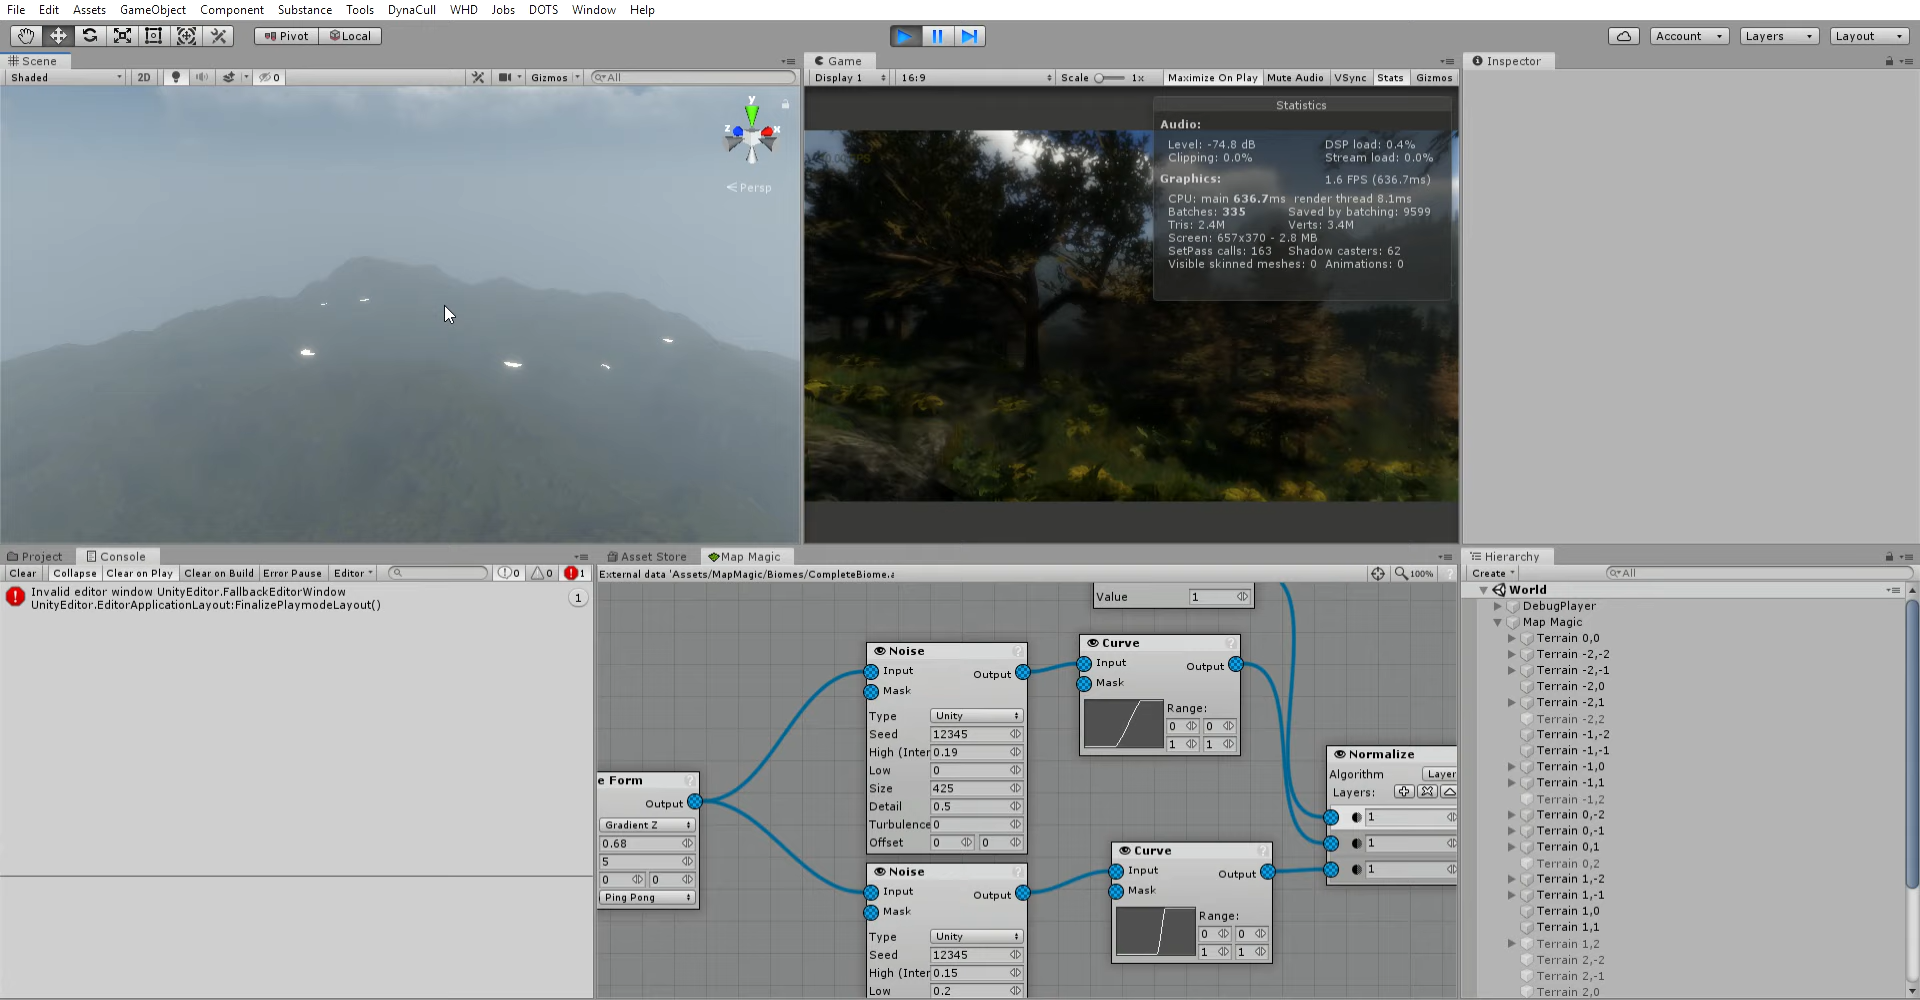 File Edit Assets GameObject Component Substance Tools DynaCull WHD Jobs DOTS Window Help
Pivot Local
Account Layers Layout
Scene
Shaded 2D 0 Gizmos All
y
x
z
Persp
Game
Display 1 16:9 Scale 1x Maximize On Play Mute Audio VSync Stats Gizmos
Statistics
Audio:
Level: -74.8 dB DSP load: 0.4%
Clipping: 0.0% Stream load: 0.0%
Graphics: 1.6 FPS (636.7ms)
CPU: main 636.7ms render thread 8.1ms
Batches: 335 Saved by batching: 9599
Tris: 2.4M Verts: 3.4M
Screen: 657x370 - 2.8 MB
SetPass calls: 163 Shadow casters: 62
Visible skinned meshes: 0 Animations: 0
Inspector
Project Console
Clear Collapse Clear on Play Clear on Build Error Pause Editor 0 0 1
Invalid editor window UnityEditor.FallbackEditorWindow
UnityEditor.EditorApplicationLayout:FinalizePlaymodeLayout()
1
Asset Store Map Magic
External data 'Assets/MapMagic/Biomes/CompleteBiome.a
100%
Value 1
e Form
Output
Gradient Z
0.68
5
0 0
Ping Pong
Noise
Input Output
Mask
Type Unity
Seed 12345
High (Inter 0.19
Low 0
Size 425
Detail 0.5
Turbulence 0
Offset 0 0
Noise
Input Output
Mask
Type Unity
Seed 12345
High (Inter 0.15
Low 0.2
Curve
Input Output
Mask
Range:
0 0
1 1
Curve
Input Output
Mask
Range:
0 0
1 1
Normalize
Algorithm Layer
Layers:
1
1
1
Hierarchy
Create All
World
DebugPlayer
Map Magic
Terrain 0,0
Terrain -2,-2
Terrain -2,-1
Terrain -2,0
Terrain -2,1
Terrain -2,2
Terrain -1,-2
Terrain -1,-1
Terrain -1,0
Terrain -1,1
Terrain -1,2
Terrain 0,-2
Terrain 0,-1
Terrain 0,1
Terrain 0,2
Terrain 1,-2
Terrain 1,-1
Terrain 1,0
Terrain 1,1
Terrain 1,2
Terrain 2,-2
Terrain 2,-1
Terrain 2,0